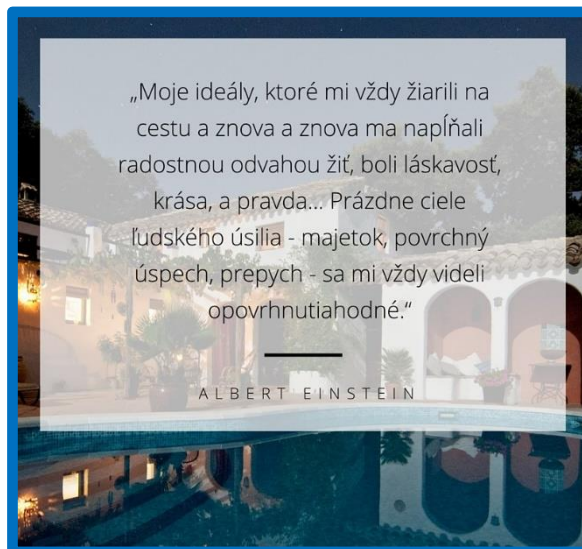 „Moje ideály, ktoré mi vždy žiarili na
cestu a znova a znova ma napĺňali
radostnou odvahou žiť, boli láskavosť,
krása, a pravda... Prázdne ciele
ľudského úsilia - majetok, povrchný
úspech, prepych - sa mi vždy videli
opovrhnutiahodné.“
ALBERT EINSTEIN